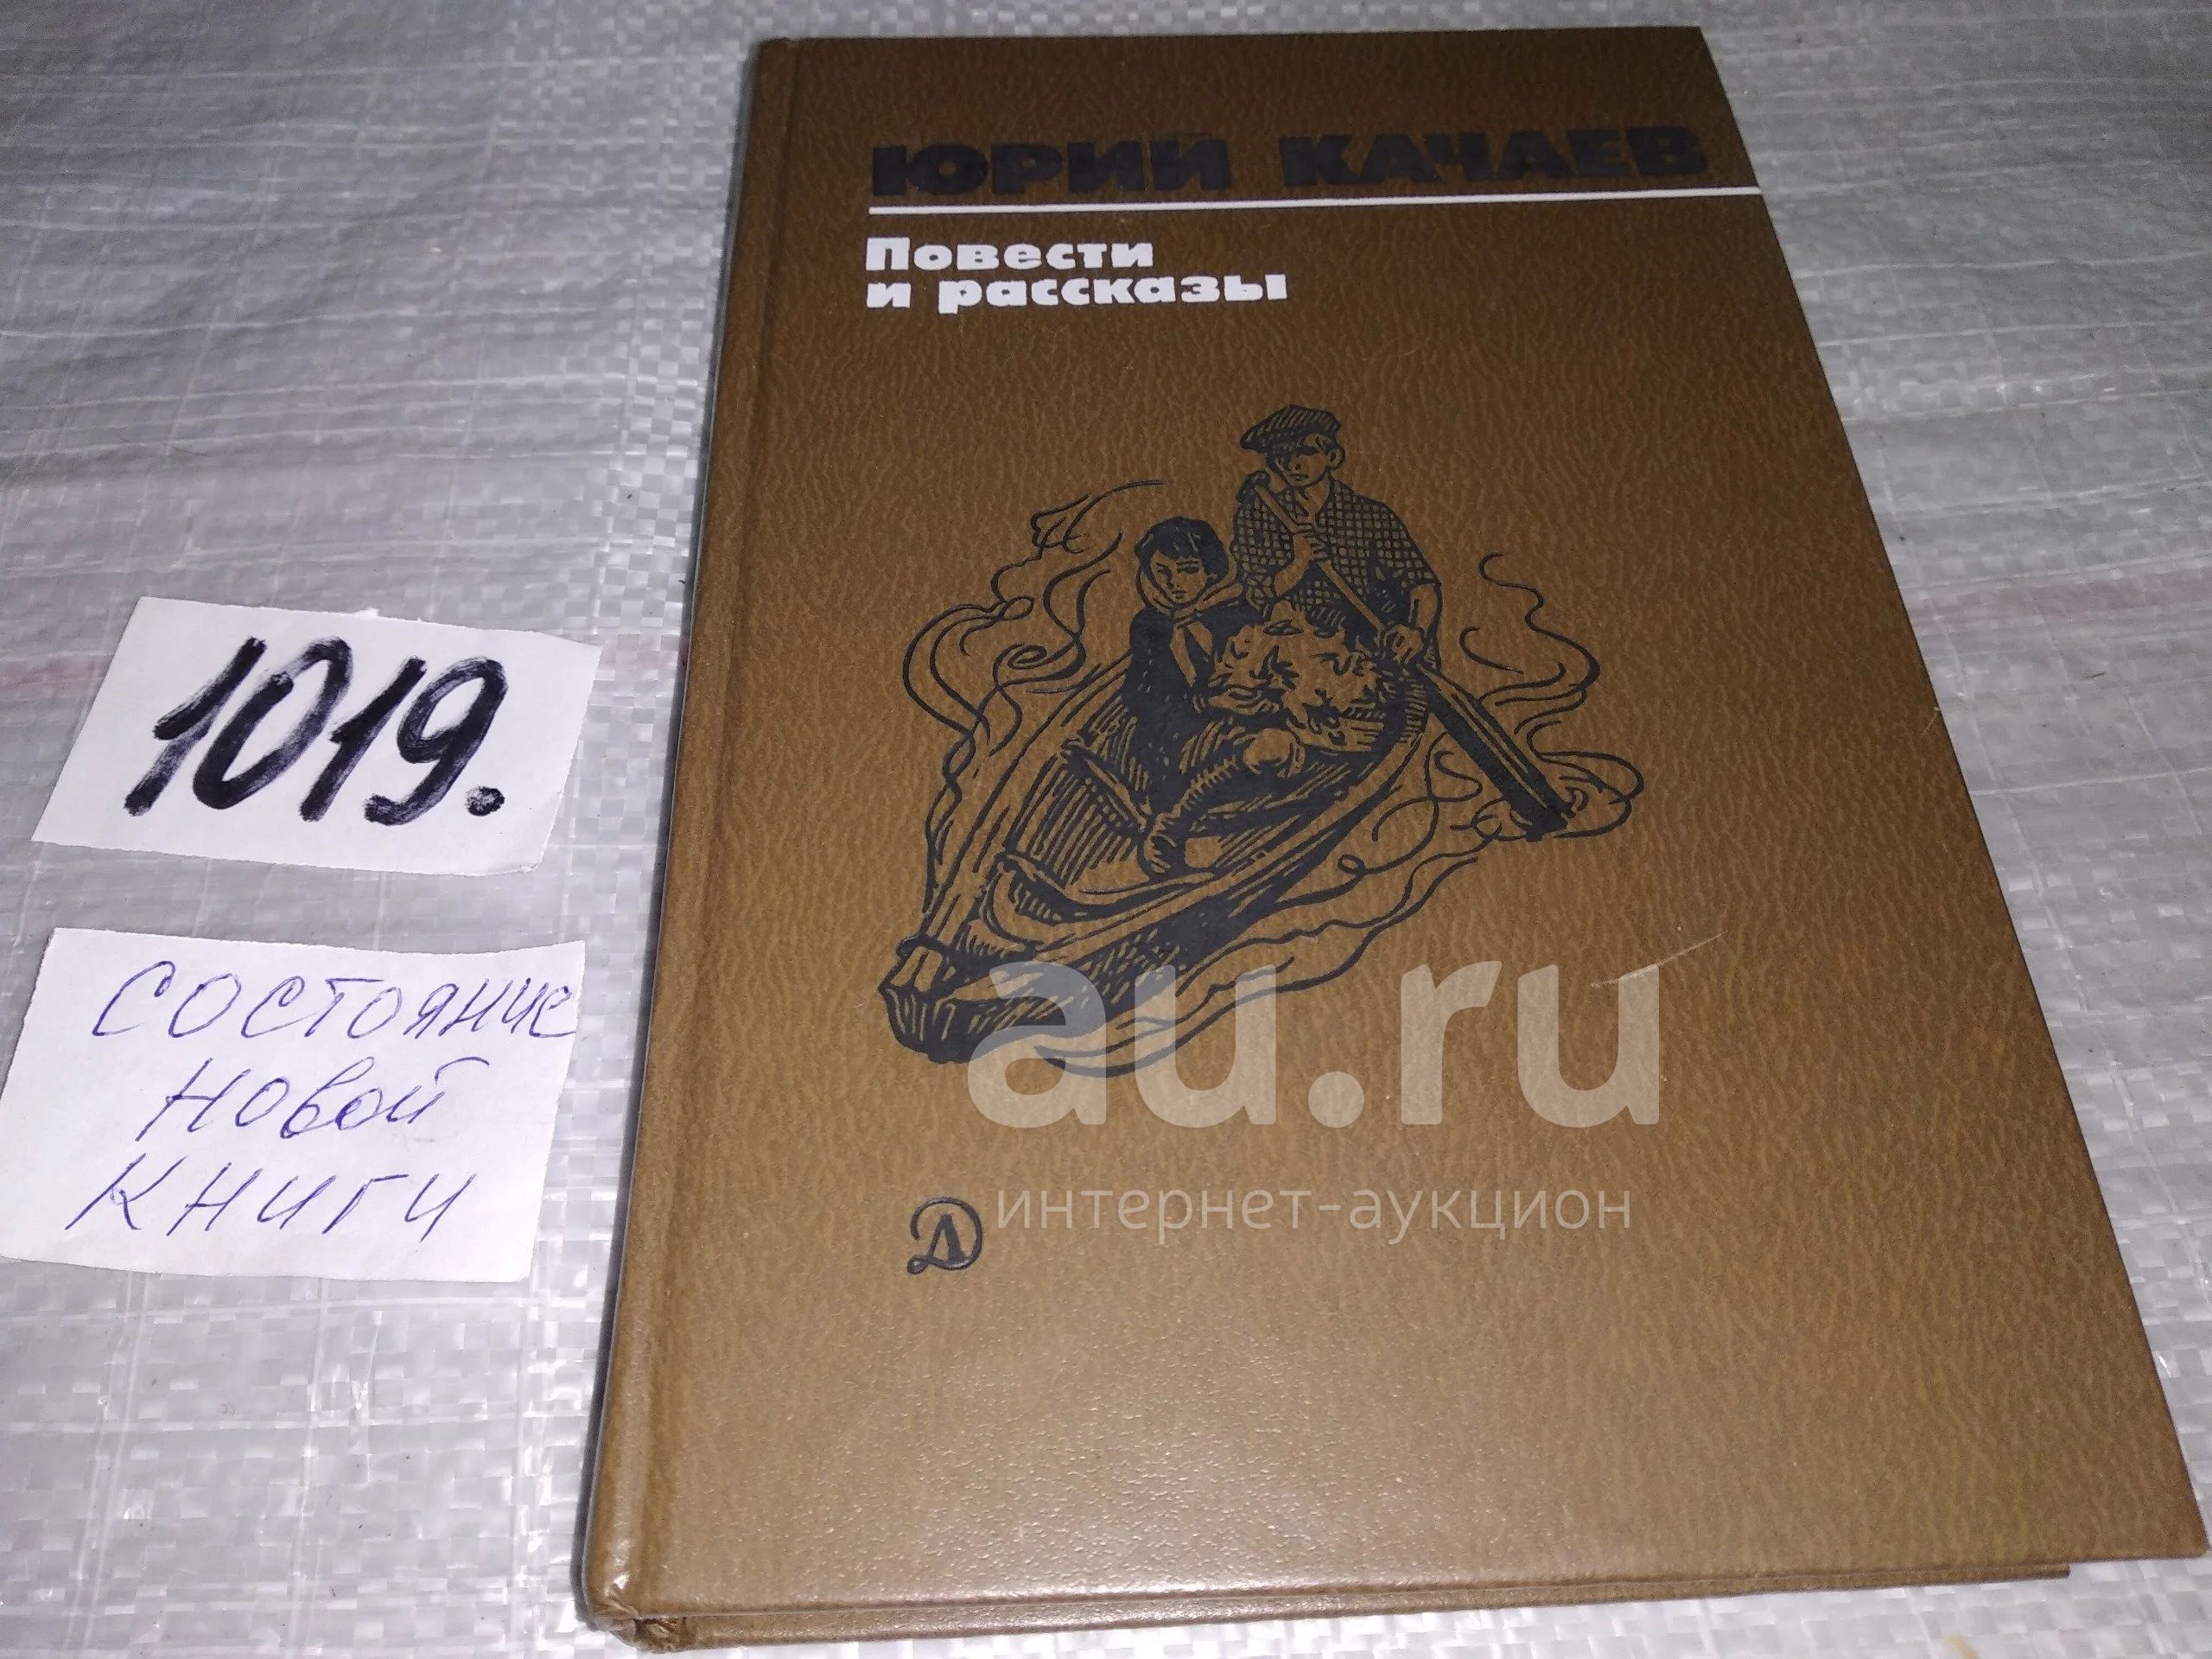 ЮРИЙ КАЧАЕВ
Повести
и рассказы
1019.
состояние
новой
книги
au.ru
интернет-аукцион
Д